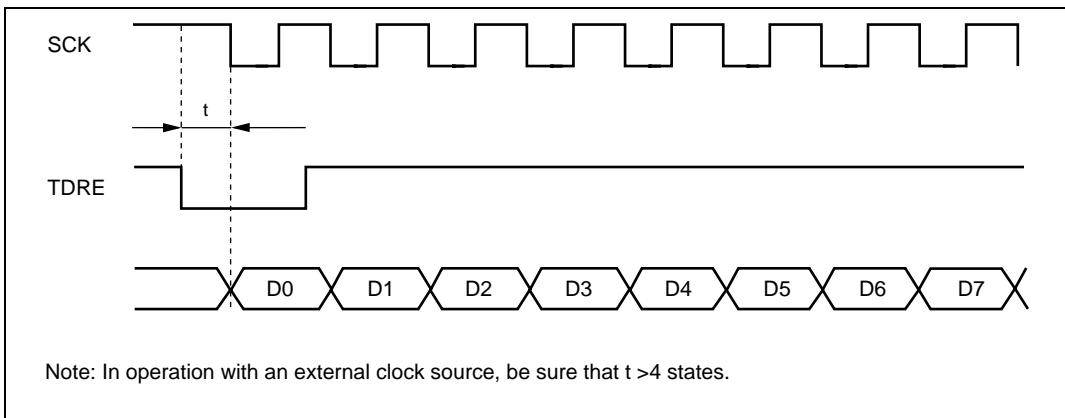 SCK
t
TDRE
D0 D1 D2 D3 D4 D5 D6 D7
Note: In operation with an external clock source, be sure that t >4 states.